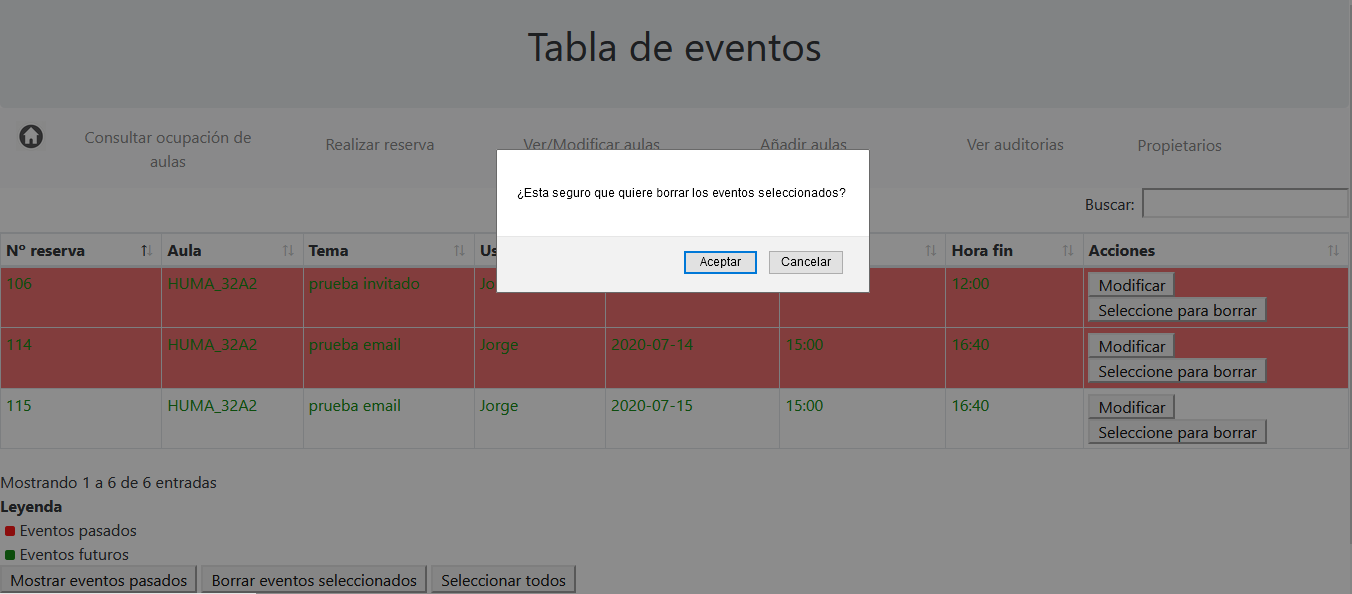 Tabla de eventos
Consultar ocupación de
aulas
Realizar reserva
Ver/Modificar aulas
Añadir aulas
Ver auditorias
Propietarios
¿Esta seguro que quiere borrar los eventos seleccionados?
Aceptar Cancelar
Buscar:
Nº reserva Aula Tema Us Hora fin Acciones
106 HUMA_32A2 prueba invitado Jo 12:00 Modificar
Seleccione para borrar
114 HUMA_32A2 prueba email Jorge 2020-07-14 15:00 16:40 Modificar
Seleccione para borrar
115 HUMA_32A2 prueba email Jorge 2020-07-15 15:00 16:40 Modificar
Seleccione para borrar
Mostrando 1 a 6 de 6 entradas
Leyenda
Eventos pasados
Eventos futuros
Mostrar eventos pasados Borrar eventos seleccionados Seleccionar todos